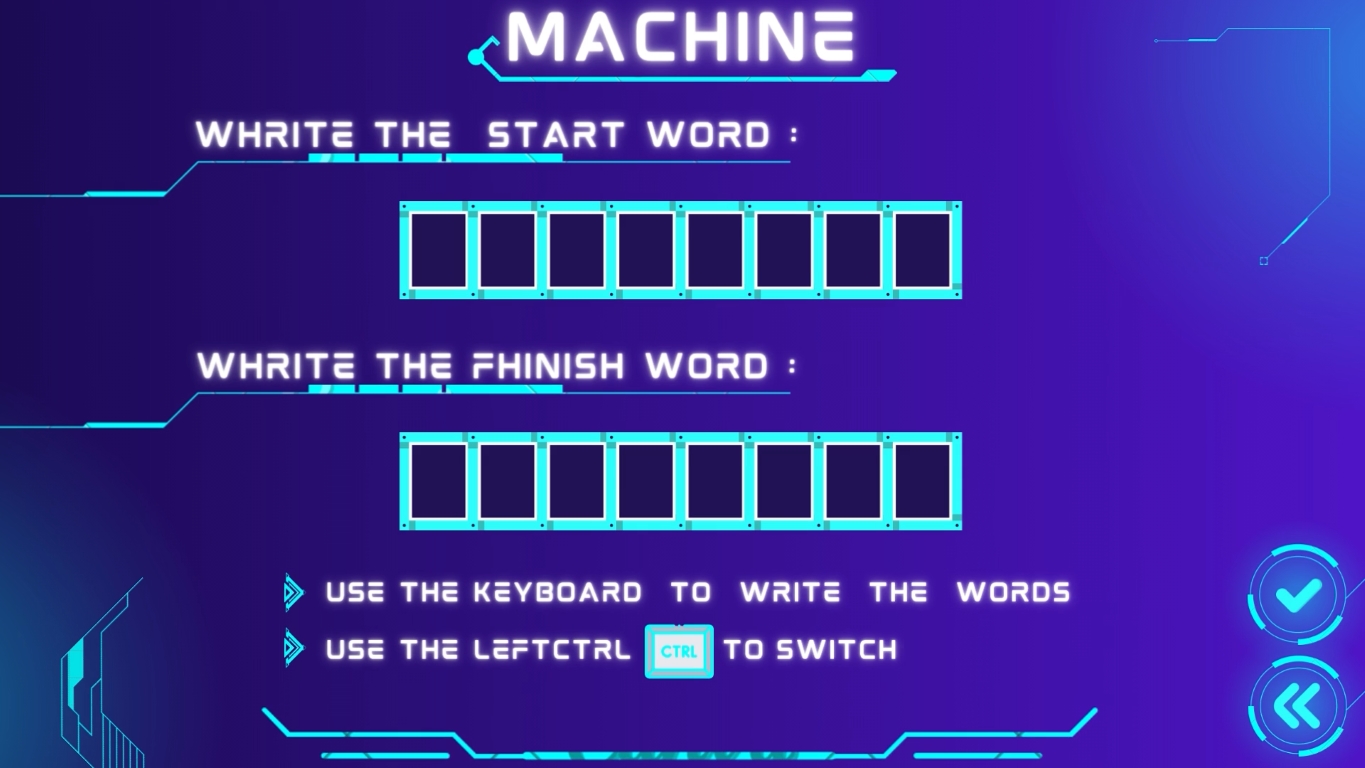 MACHINE
WHRITE THE START WORD :
WHRITE THE FHINISH WORD :
USE THE KEYBOARD TO WRITE THE WORDS
USE THE LEFTCTRL CTRL TO SWITCH